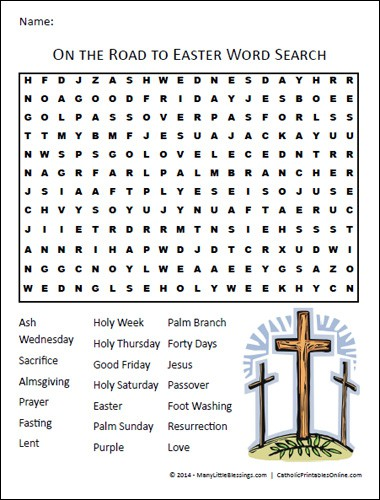 Name:
ON THE ROAD TO EASTER WORD SEARCH
H F D J Z A S H W E D N E S D A Y H R R
N O A G O O D F R I D A Y J E S B O E E
G O L P A S S O V E R P A S F O R L S S
T T M Y B M F J E S U A J A C K A Y U U
N W S P S G O L O V E L E C E D N T R R
N A G R F A R L P A L M B R A N C H E R
J S I A A F T P L Y E S E I S O J U S E
C H V Y S O Y U J Y N U A F T A E R U C
J I I E T R D R R M T N S I E H S S S T
A N N R I H A P W D J D T C R X U D W I
N G G C N O Y L W E A A E E Y G S A Z O
W E D N G L S E H O L Y W E E K H Y C N
Ash Wednesday
Sacrifice
Almsgiving
Prayer
Fasting
Lent
Holy Week
Holy Thursday
Good Friday
Holy Saturday
Easter
Palm Sunday
Purple
Palm Branch
Forty Days
Jesus
Passover
Foot Washing
Resurrection
Love
© 2014 - ManyLittleBlessings.com | CatholicPrintablesOnline.com